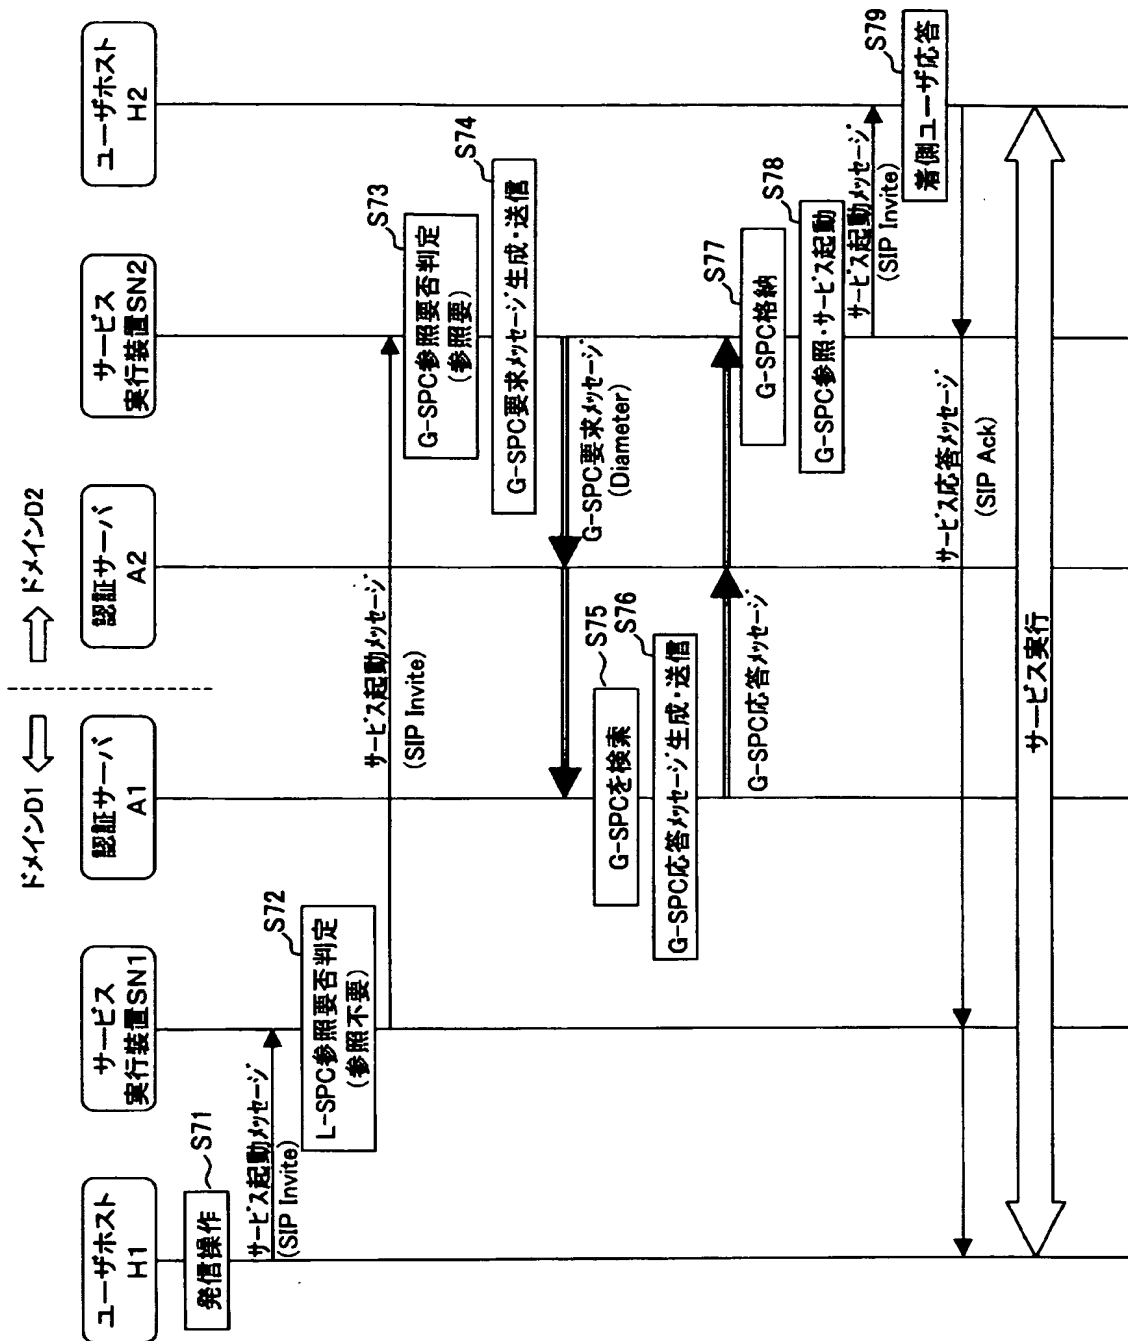 ドメインD1
ドメインD2
ユーザホスト
H1
サービス
実行装置SN1
認証サーバ
A1
認証サーバ
A2
サービス
実行装置SN2
ユーザホスト
H2
発信操作
S71
サービス起動メッセージ
(SIP Invite)
L-SPC参照要否判定
(参照不要)
S72
サービス起動メッセージ
(SIP Invite)
G-SPC参照要否判定
(参照要)
S73
G-SPC要求メッセージ生成・送信
S74
G-SPC要求メッセージ
(Diameter)
G-SPCを検索
S75
G-SPC応答メッセージ生成・送信
S76
G-SPC応答メッセージ
G-SPC格納
S77
G-SPC参照・サービス起動
S78
サービス起動メッセージ
(SIP Invite)
着側ユーザ応答
S79
サービス応答メッセージ
(SIP Ack)
サービス実行